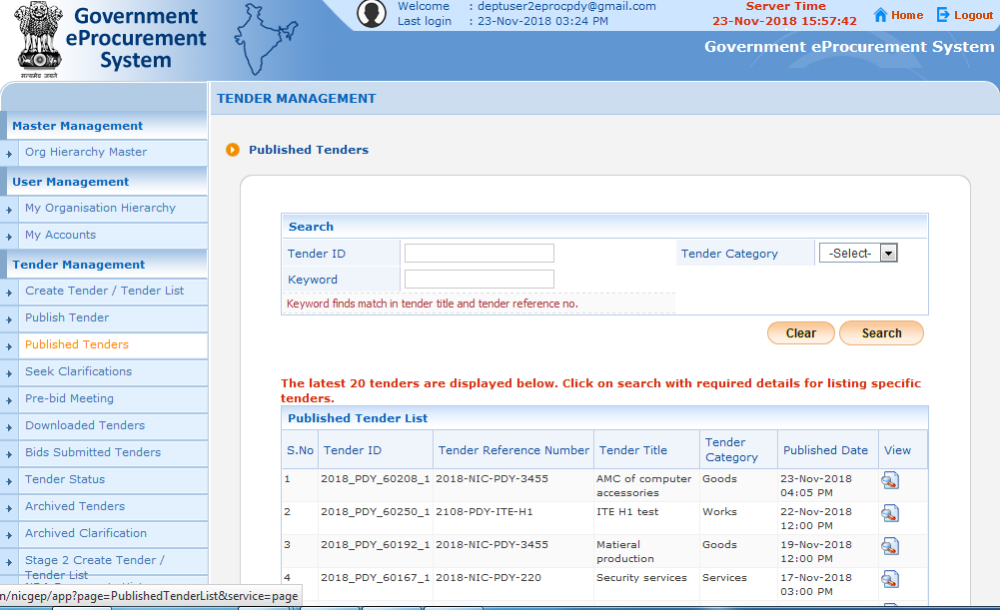 Government
eProcurement
System
सत्यमेव जयते
Welcome : deptuser2eprocpdy@gmail.com
Last login : 23-Nov-2018 03:24 PM
Server Time
23-Nov-2018 15:57:42
Home
Logout
Government eProcurement System
TENDER MANAGEMENT
Master Management
Org Hierarchy Master
User Management
My Organisation Hierarchy
My Accounts
Tender Management
Create Tender / Tender List
Publish Tender
Published Tenders
Seek Clarifications
Pre-bid Meeting
Downloaded Tenders
Bids Submitted Tenders
Tender Status
Archived Tenders
Archived Clarification
Stage 2 Create Tender /
Tender List
n/nicgep/app?page=PublishedTenderList&service=page
Published Tenders
Search
Tender ID
Tender Category -Select-
Keyword
Keyword finds match in tender title and tender reference no.
Clear Search
The latest 20 tenders are displayed below. Click on search with required details for listing specific
tenders.
Published Tender List
S.No Tender ID Tender Reference Number Tender Title Tender Category Published Date View
1 2018_PDY_60208_1 2018-NIC-PDY-3455 AMC of computer Goods 23-Nov-2018
accessories 04:05 PM
2 2018_PDY_60250_1 2108-PDY-ITE-H1 ITE H1 test Works 22-Nov-2018
12:00 PM
3 2018_PDY_60192_1 2018-NIC-PDY-3455 Matieral Goods 19-Nov-2018
production 12:00 PM
4 2018_PDY_60167_1 2018-NIC-PDY-220 Security services Services 17-Nov-2018
03:00 PM